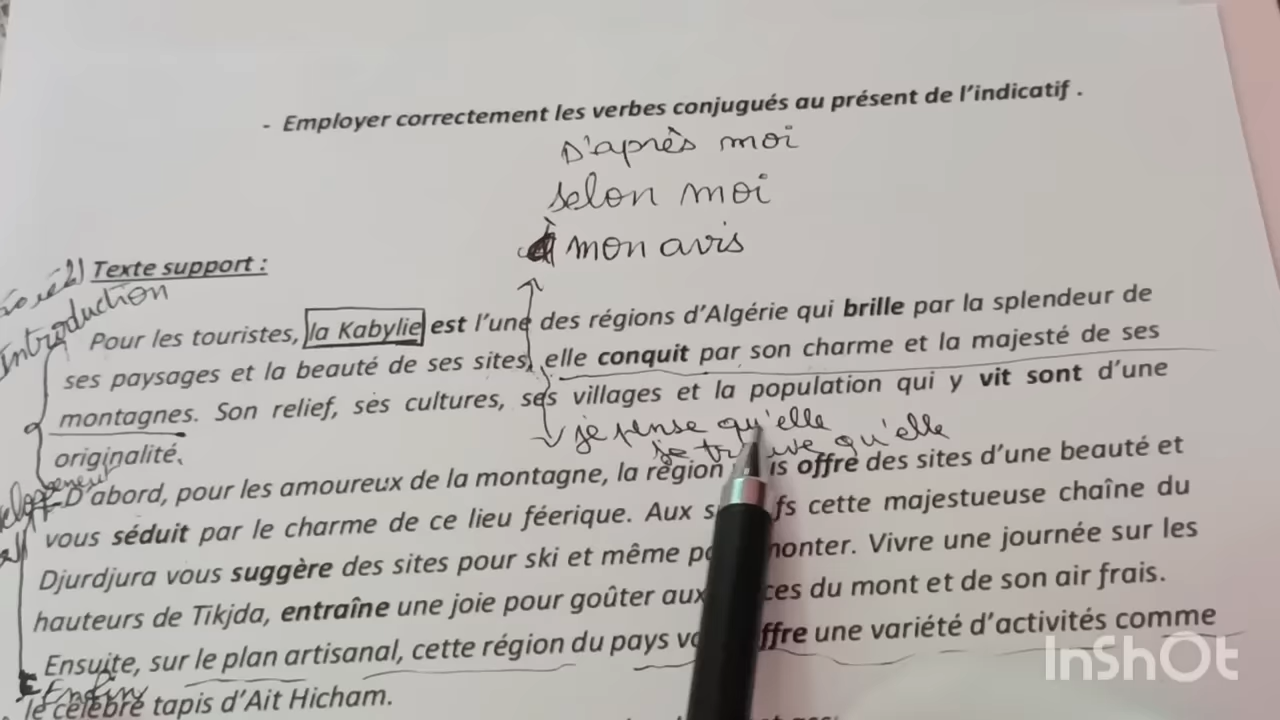 - Employer correctement les verbes conjugués au présent de l'indicatif .
D'après moi
selon moi
À mon avis
Texte support :
Introduction
Pour les touristes, la Kabylie est l'une des régions d'Algérie qui brille par la splendeur de
ses paysages et la beauté de ses sites, elle conquit par son charme et la majesté de ses
montagnes. Son relief, ses cultures, ses villages et la population qui y vit sont d'une
je pense qu'elle
je trouve qu'elle
originalité.
D'abord, pour les amoureux de la montagne, la région offre des sites d'une beauté et
vous séduit par le charme de ce lieu féerique. Aux cette majestueuse chaîne du
Djurdjura vous suggère des sites pour ski et même monter. Vivre une journée sur les
hauteurs de Tikjda, entraîne une joie pour goûter aux du mont et de son air frais.
Ensuite, sur le plan artisanal, cette région du pays offre une variété d'activités comme
Enfin
le célèbre tapis d'Ait Hicham.
InShOt